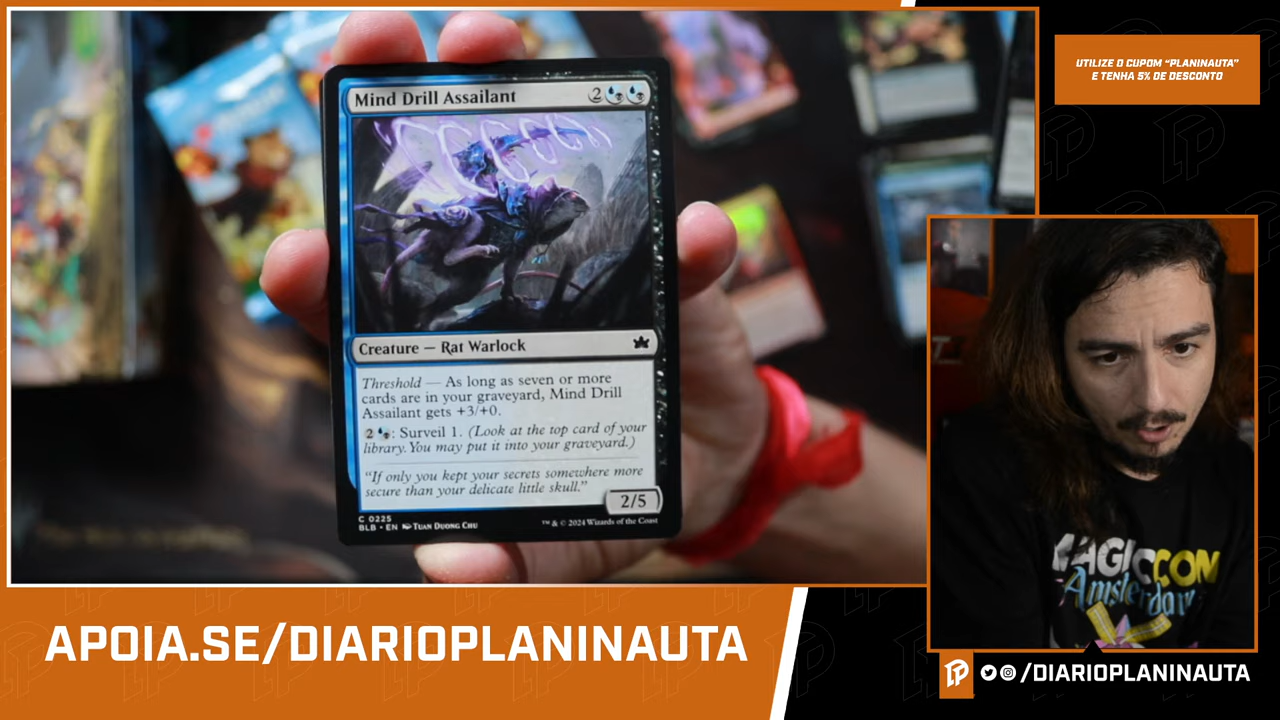 UTILIZE O CUPOM “PLANINAUTA”
E TENHA 5% DE DESCONTO
Mind Drill Assailant
2
Creature — Rat Warlock
Threshold — As long as seven or more
cards are in your graveyard, Mind Drill
Assailant gets +3/+0.
2 : Surveil 1. (Look at the top card of your
library. You may put it into your graveyard.)
“If only you kept your secrets somewhere more
secure than your delicate little skull.”
2/5
C 0225
BLB • EN TUAN DUONG CHU
™ & © 2024 Wizards of the Coast
MAGICCON
Amsterdam
APOIA.SE/DIARIOPLANINAUTA
/DIARIOPLANINAUTA